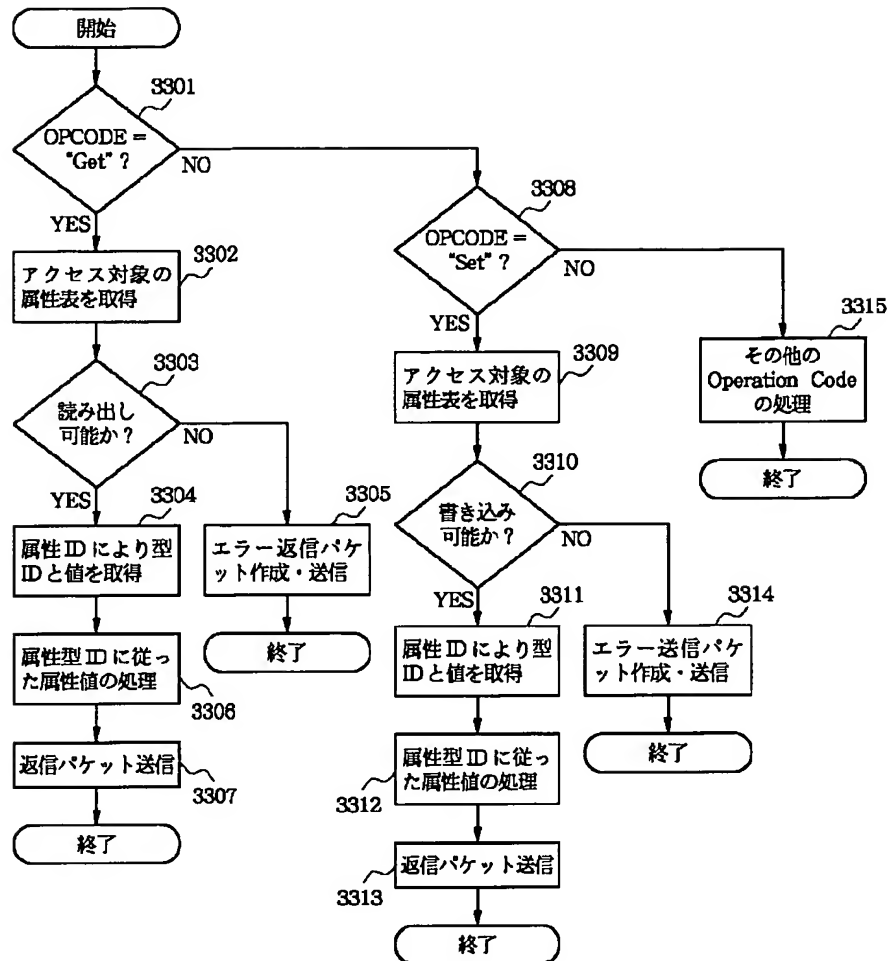 開始
3301
OPCODE =
"Get" ?
NO
YES
3302
アクセス対象の
属性表を取得
3303
読み出し
可能か?
NO
YES
3304
属性IDにより型
IDと値を取得
3305
エラー返信パケ
ット作成・送信
終了
属性型IDに従っ
た属性値の処理
3306
返信パケット送信
3307
終了
3308
OPCODE =
"Set" ?
NO
YES
3309
アクセス対象の
属性表を取得
3310
書き込み
可能か?
NO
YES
3311
属性IDにより型
IDと値を取得
3314
エラー送信パケ
ット作成・送信
終了
属性型IDに従っ
た属性値の処理
3312
返信パケット送信
3313
終了
3315
その他の
Operation Code
の処理
終了